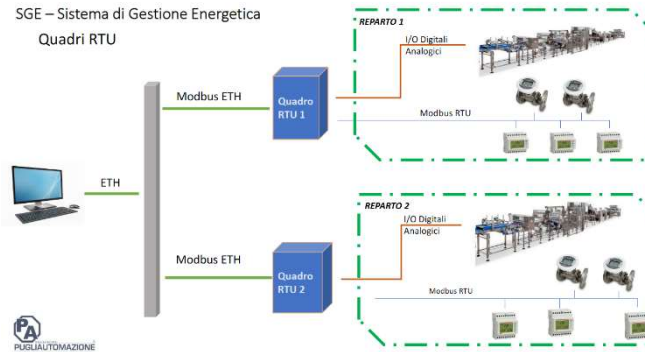 SGE – Sistema di Gestione Energetica
Quadri RTU
REPARTO 1
I/O Digitali
Analogici
Modbus ETH
Quadro
RTU 1
Modbus RTU
ETH
REPARTO 2
I/O Digitali
Analogici
Modbus ETH
Quadro
RTU 2
Modbus RTU
PA
PUGLIAUTOMAZIONE